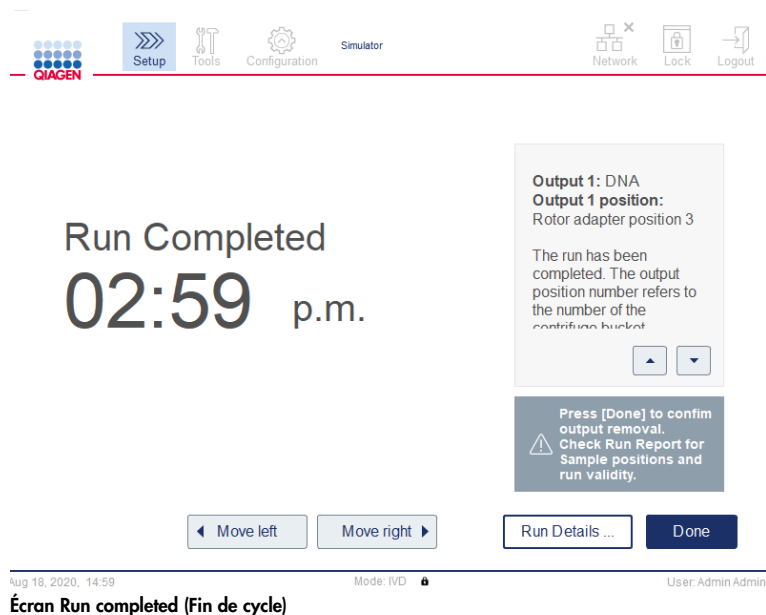 QIAGEN
Setup
Tools
Configuration
Simulator
Network
Lock
Logout
Run Completed
02:59 p.m.
Output 1: DNA
Output 1 position:
Rotor adapter position 3
The run has been
completed. The output
position number refers to
the number of the
centrifuge bucket
Press [Done] to confim
output removal.
Check Run Report for
Sample positions and
run validity.
Move left
Move right
Run Details ...
Done
Aug 18, 2020, 14:59
Mode: IVD
User: Admin Admin
Écran Run completed (Fin de cycle)